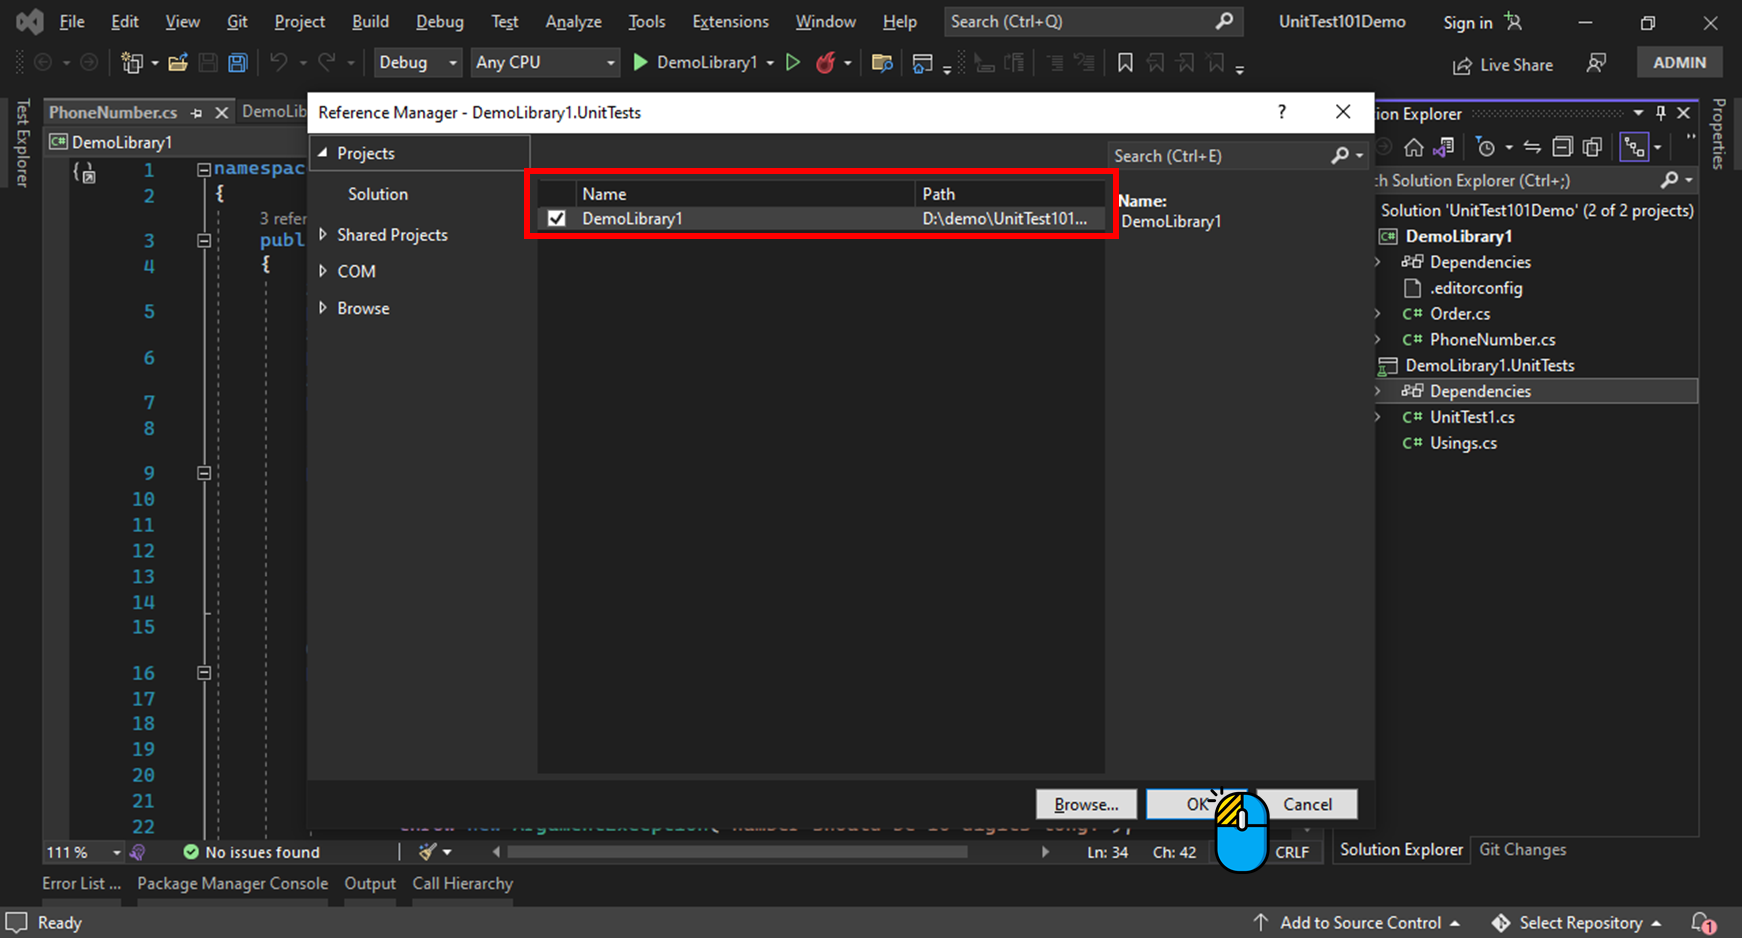 File Edit View Git Project Build Debug Test Analyze Tools Extensions Window Help Search (Ctrl+Q) UnitTest101Demo Sign in
Debug Any CPU DemoLibrary1 Live Share ADMIN
Test Explorer
PhoneNumber.cs DemoLib
DemoLibrary1
1 namespac
2 {
3 refer
3 publ
4 {
5
6
7
8
9
10
11
12
13
14
15
16
17
18
19
20
21
22
Reference Manager - DemoLibrary1.UnitTests ?
Projects
Solution
Shared Projects
COM
Browse
Search (Ctrl+E)
Name Path
DemoLibrary1 D:\demo\UnitTest101...
Name:
DemoLibrary1
Browse... OK Cancel
ion Explorer
Properties
ch Solution Explorer (Ctrl+;)
Solution 'UnitTest101Demo' (2 of 2 projects)
C# DemoLibrary1
Dependencies
.editorconfig
C# Order.cs
C# PhoneNumber.cs
DemoLibrary1.UnitTests
Dependencies
C# UnitTest1.cs
C# Usings.cs
111 % No issues found Ln: 34 Ch: 42 CRLF
Solution Explorer Git Changes
Error List ... Package Manager Console Output Call Hierarchy
Ready Add to Source Control Select Repository 1